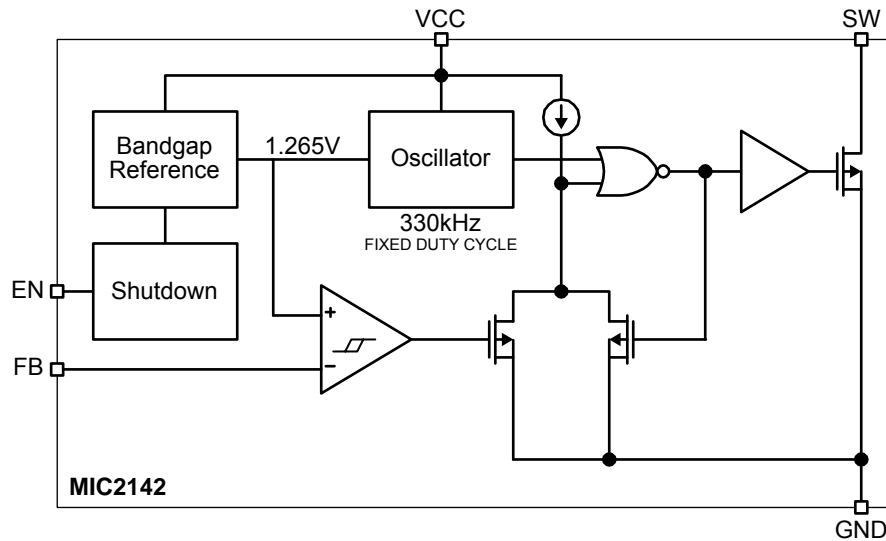 VCC
SW
Bandgap
Reference
1.265V
Oscillator
330kHz
FIXED DUTY CYCLE
EN
Shutdown
+
FB
−
MIC2142
GND